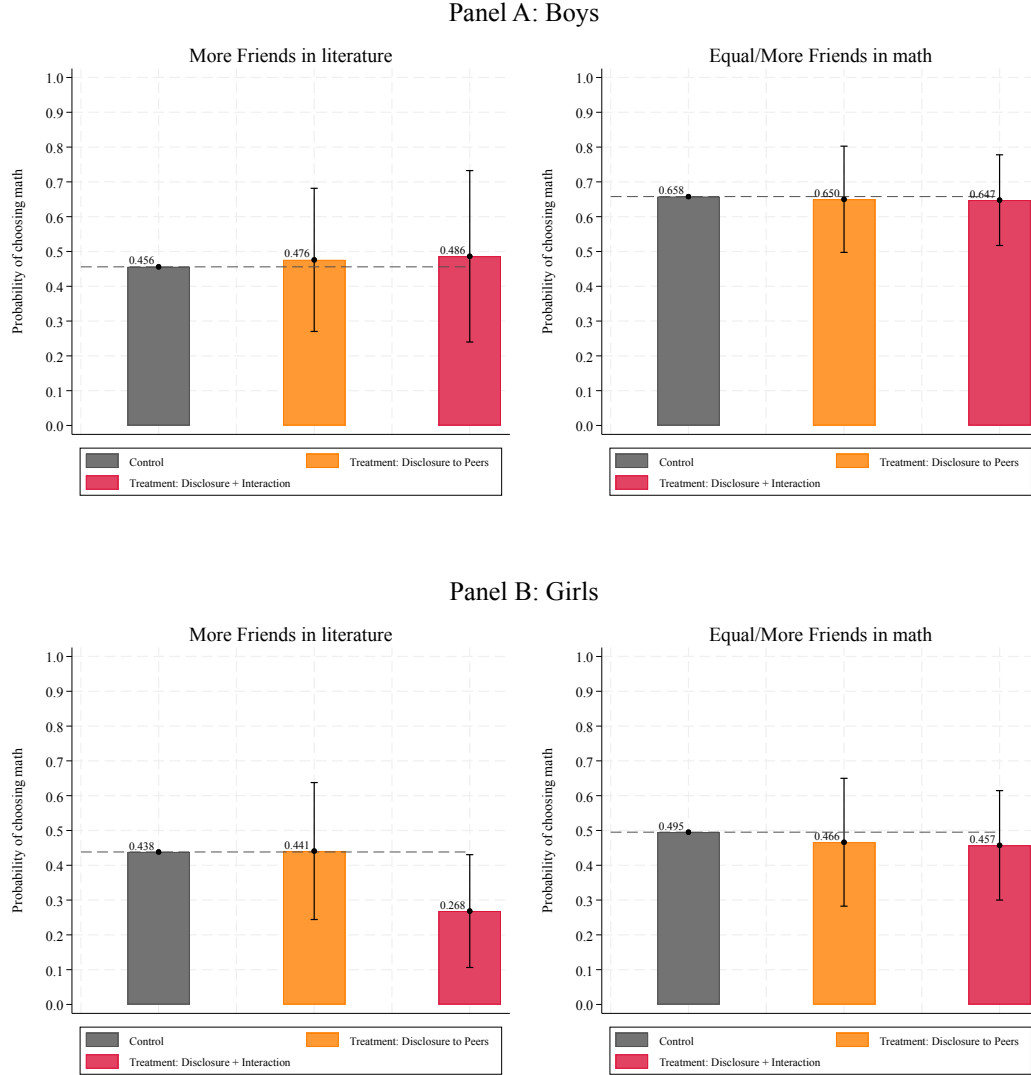 Panel A: Boys
More Friends in literature
Equal/More Friends in math
Probability of choosing math
1.0
0.9
0.8
0.7
0.6
0.5
0.4
0.3
0.2
0.1
0.0
0.456
0.476
0.486
Control
Treatment: Disclosure to Peers
Treatment: Disclosure + Interaction
Probability of choosing math
1.0
0.9
0.8
0.7
0.6
0.5
0.4
0.3
0.2
0.1
0.0
0.658
0.650
0.647
Control
Treatment: Disclosure to Peers
Treatment: Disclosure + Interaction
Panel B: Girls
More Friends in literature
Equal/More Friends in math
Probability of choosing math
1.0
0.9
0.8
0.7
0.6
0.5
0.4
0.3
0.2
0.1
0.0
0.438
0.441
0.268
Control
Treatment: Disclosure to Peers
Treatment: Disclosure + Interaction
Probability of choosing math
1.0
0.9
0.8
0.7
0.6
0.5
0.4
0.3
0.2
0.1
0.0
0.495
0.466
0.457
Control
Treatment: Disclosure to Peers
Treatment: Disclosure + Interaction